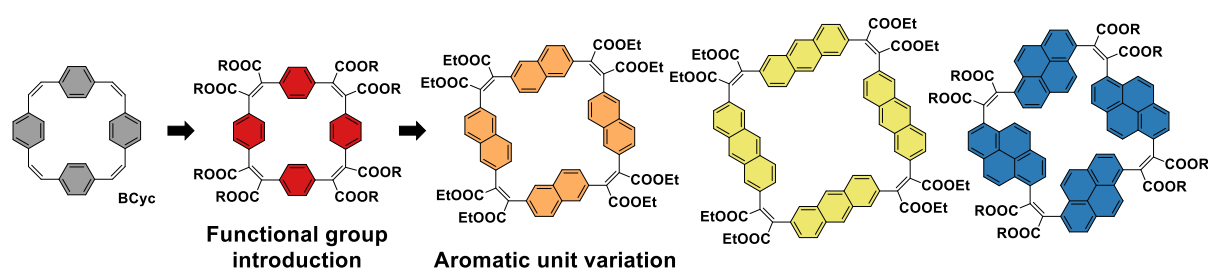 BCyc
ROOC COOR
ROOC COOR
ROOC COOR
ROOC COOR
Functional group
introduction
EtOOC COOEt
EtOOC COOEt
EtOOC COOEt
EtOOC COOEt
Aromatic unit variation
EtOOC COOEt
EtOOC COOEt
EtOOC COOEt
EtOOC COOEt
COOR
ROOC COOR
ROOC
COOR
COOR
ROOC
ROOC